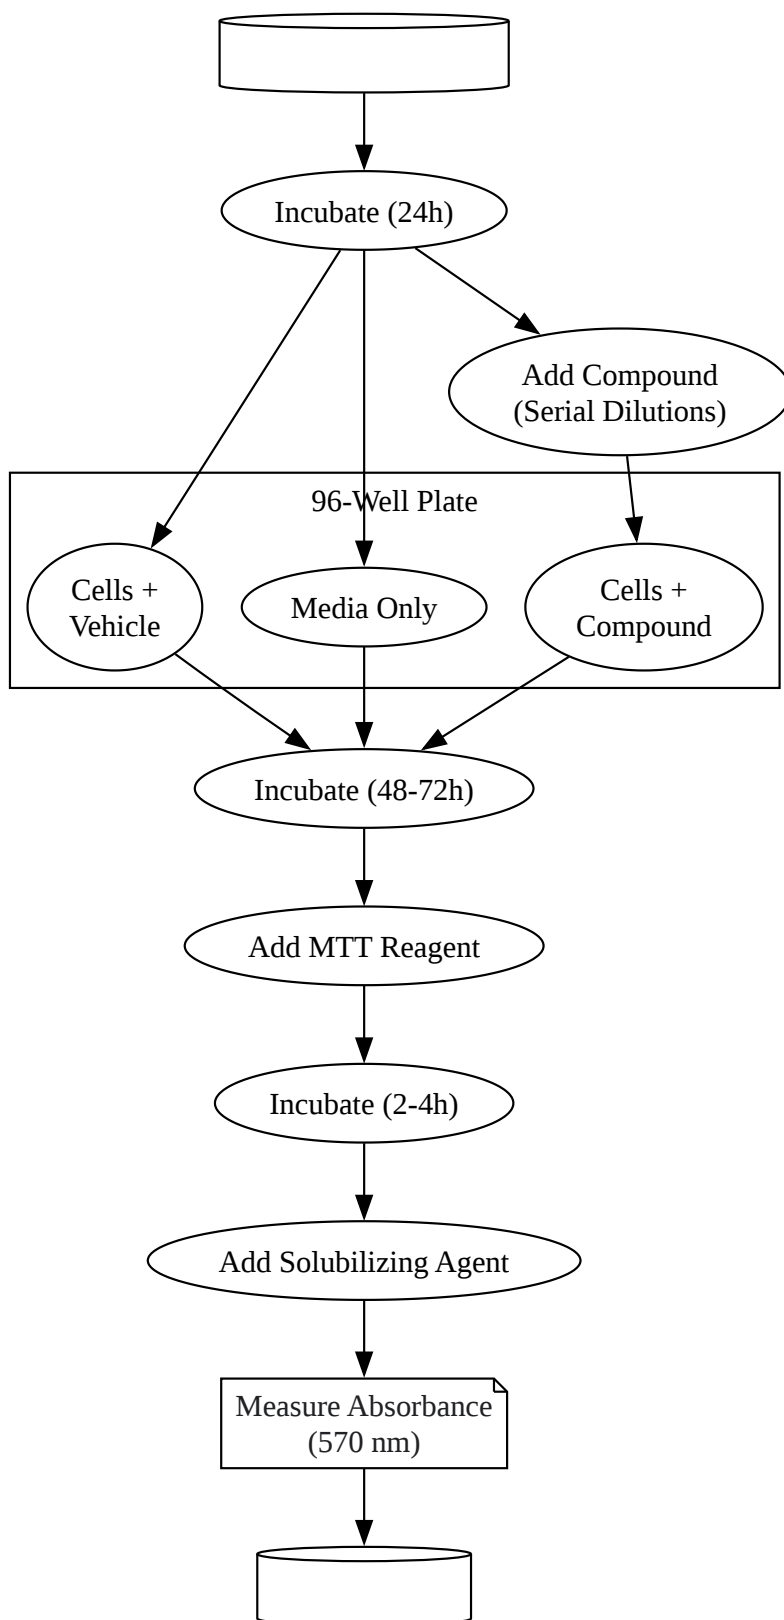 Incubate (24h)
Add Compound
(Serial Dilutions)
96-Well Plate
Cells +
Vehicle
Media Only
Cells +
Compound
Incubate (48-72h)
Add MTT Reagent
Incubate (2-4h)
Add Solubilizing Agent
Measure Absorbance
(570 nm)